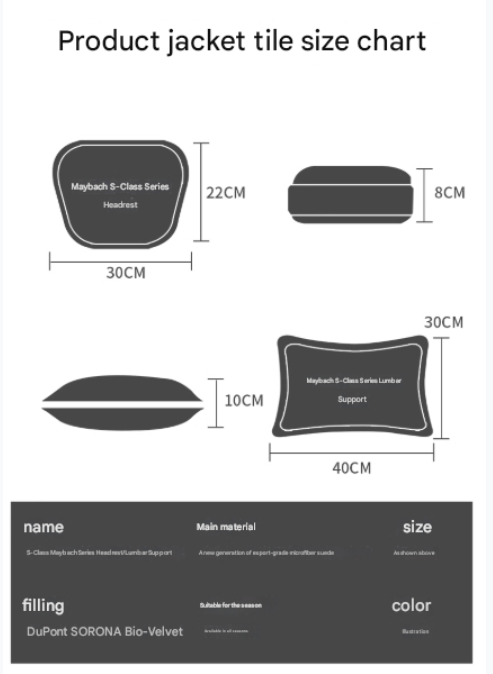 Product jacket tile size chart
Maybach S-Class Series
Headrest
22CM
8CM
30CM
30CM
Maybach S-Class Series Lumbar
Support
10CM
40CM
name
Main material
size
S-Class Maybach Series Headrest/Lumbar Support
A new generation of export-grade microfiber suede
As shown above
filling
Suitable for the season
color
DuPont SORONA Bio-Velvet
Available in all seasons
Illustration